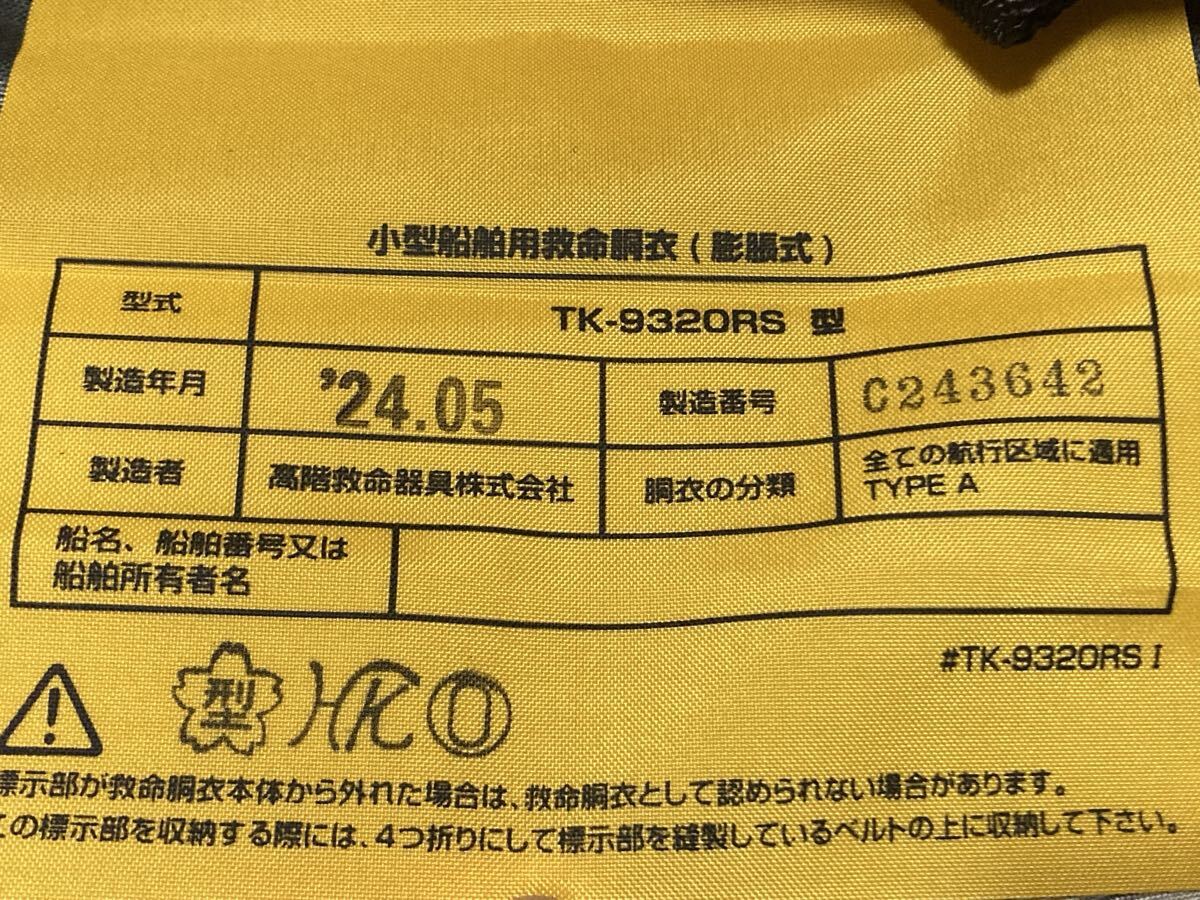 小型船舶用救命胴衣(膨脹式)
型式
TK-9320RS 型
製造年月
'24.05
製造番号
C243642
製造者
高階救命器具株式会社
胴衣の分類
全ての航行区域に適用
TYPE A
船名、船舶番号又は
船舶所有者名
#TK-9320RS I
型 HK
標示部が救命胴衣本体から外れた場合は、救命胴衣として認められない場合があります。
この標示部を収納する際には、4つ折りにして標示部を縫製しているベルトの上に収納して下さい。